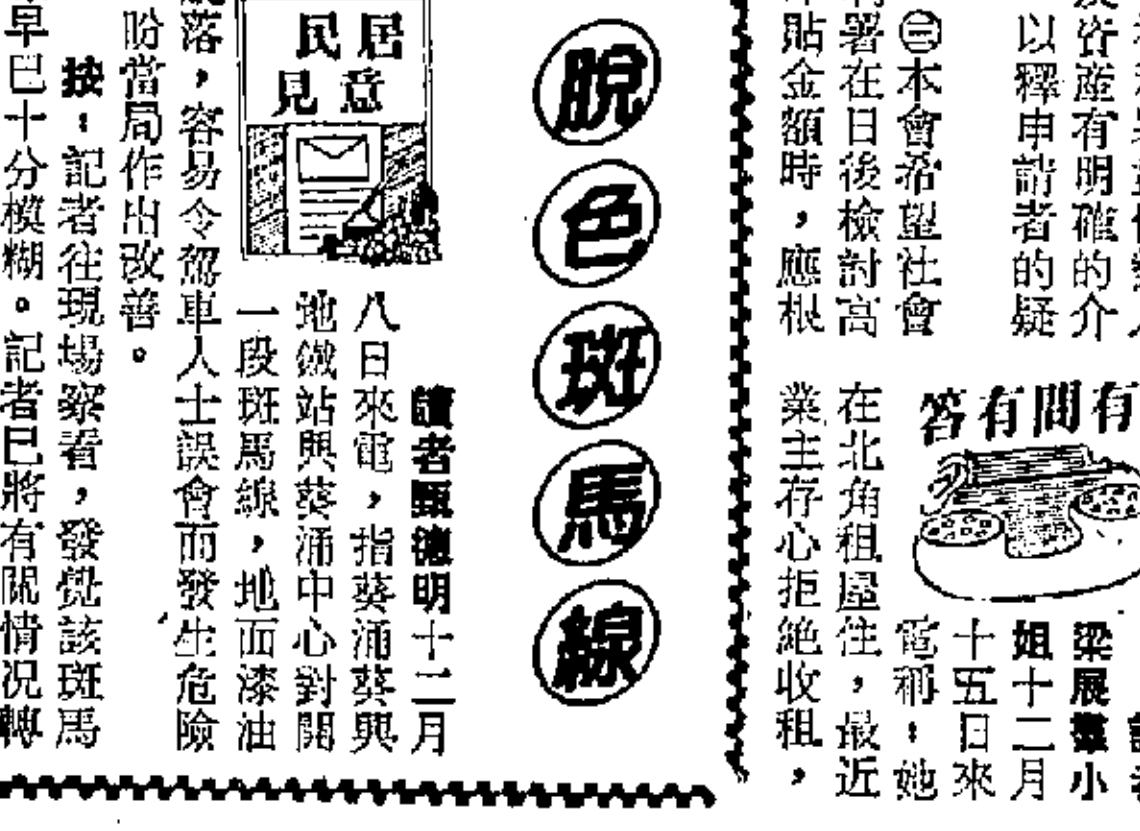 以釋申請者的疑
資產有明確的介
㊂本會希望社會
署在日後檢討高
貼金額時，應根
有問有答
梁展
小
姐十二月
十五日來
電稱：她
在北角租屋住，最近
業主存心拒絕收租，
脫色斑馬線
居民
意見
讀者甄德明十二月
八日來電，指葵涌葵興
地鐵站與葵涌中心對開
一段斑馬線，地面漆油
落，容易令駕車人士誤會而發生危險
盼當局作出改善。
按：記者往現場察看，發覺該斑馬
早已十分模糊。記者已將有關情況轉